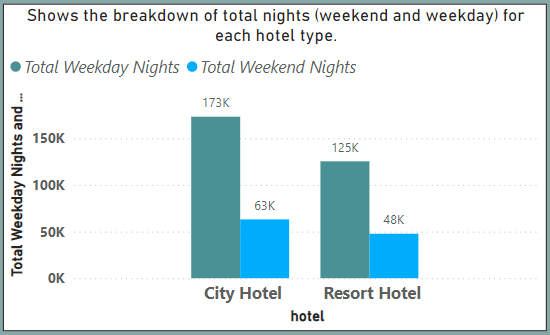 Shows the breakdown of total nights (weekend and weekday) for
each hotel type.
Total Weekday Nights Total Weekend Nights
Total Weekday Nights and ...
173K
150K
125K
100K
63K
50K
48K
0K
City Hotel Resort Hotel
hotel